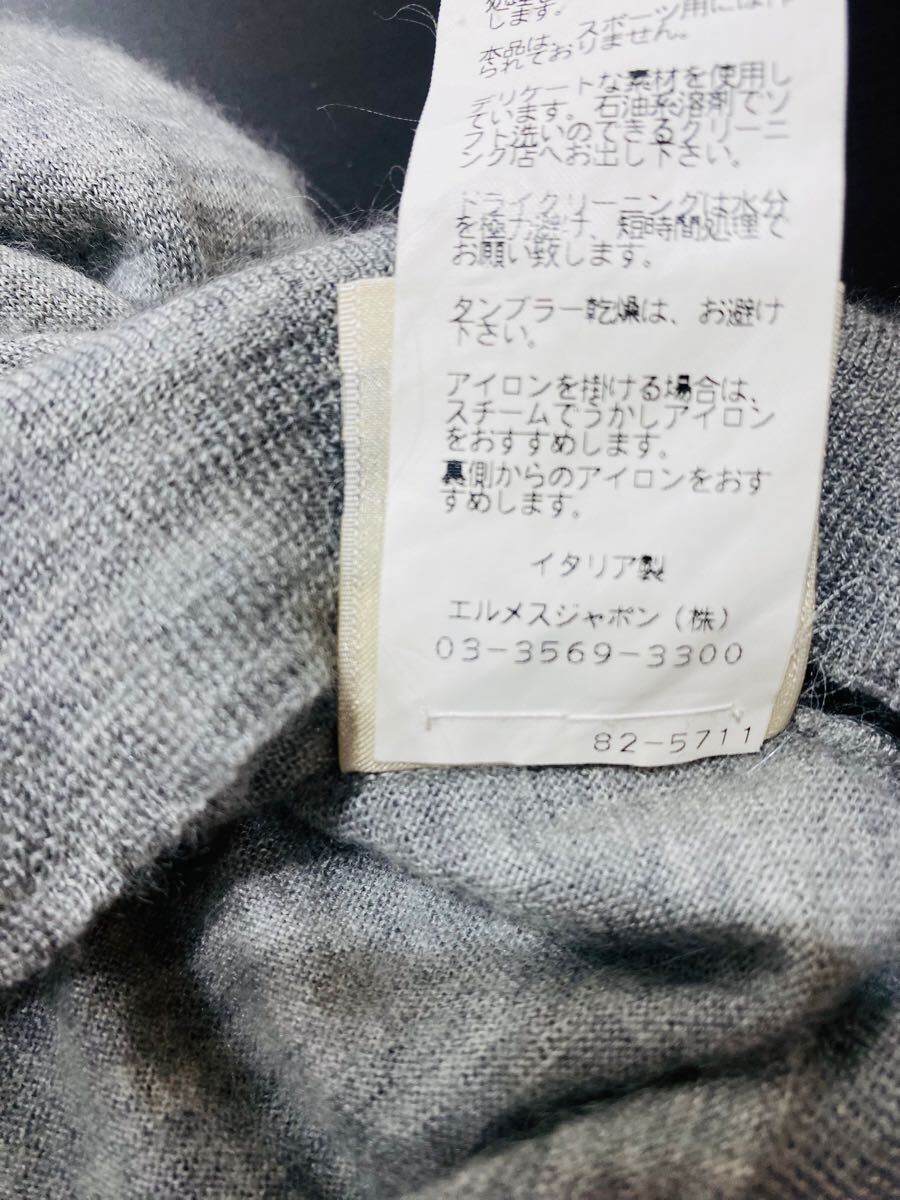 します。
本品は、スポーツ用には作
られておりません。
デリケートな素材を使用し
ています。石油系溶剤でソ
フト洗いのできるクリーニ
ング店へお出し下さい。
ドライクリーニングは水分
を極力避け、短時間処理で
お願い致します。
タンブラー乾燥は、お避け
下さい。
アイロンを掛ける場合は、
スチームでうかしアイロン
をおすすめします。
裏側からのアイロンをおす
すめします。
イタリア製
エルメスジャポン(株)
03-3569-3300
82-5711